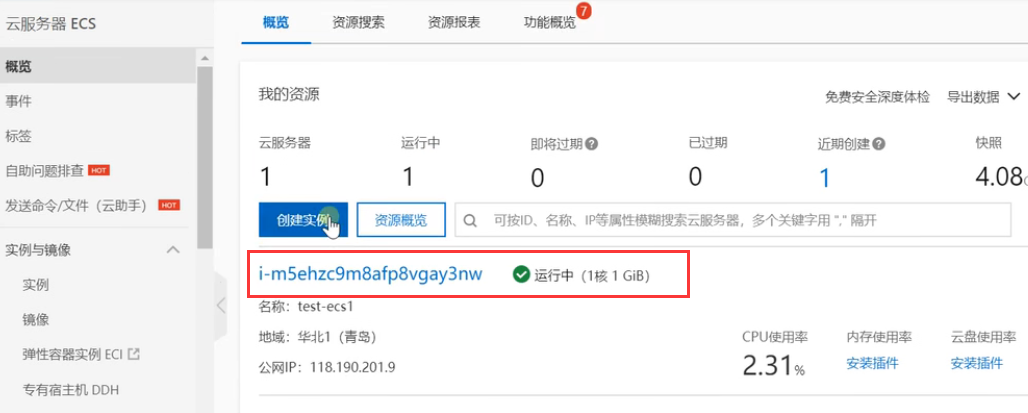 云服务器 ECS
概览
事件
标签
自助问题排查 HOT
发送命令/文件（云助手） HOT
实例与镜像
实例
镜像
弹性容器实例 ECI
专有宿主机 DDH
概览 资源搜索 资源报表 功能概览 7
我的资源 免费安全深度体检 导出数据
云服务器 运行中 即将过期 ? 已过期 近期创建 ? 快照
1 1 0 0 1 4.08
创建实例 资源概览 可按ID、名称、IP等属性模糊搜索云服务器，多个关键字用 "," 隔开
i-m5ehzc9m8afp8vgay3nw 运行中（1核 1 GiB）
名称：test-ecs1
地域：华北1（青岛） CPU使用率 内存使用率 云盘使用率
公网IP：118.190.201.9 2.31% 安装插件 安装插件